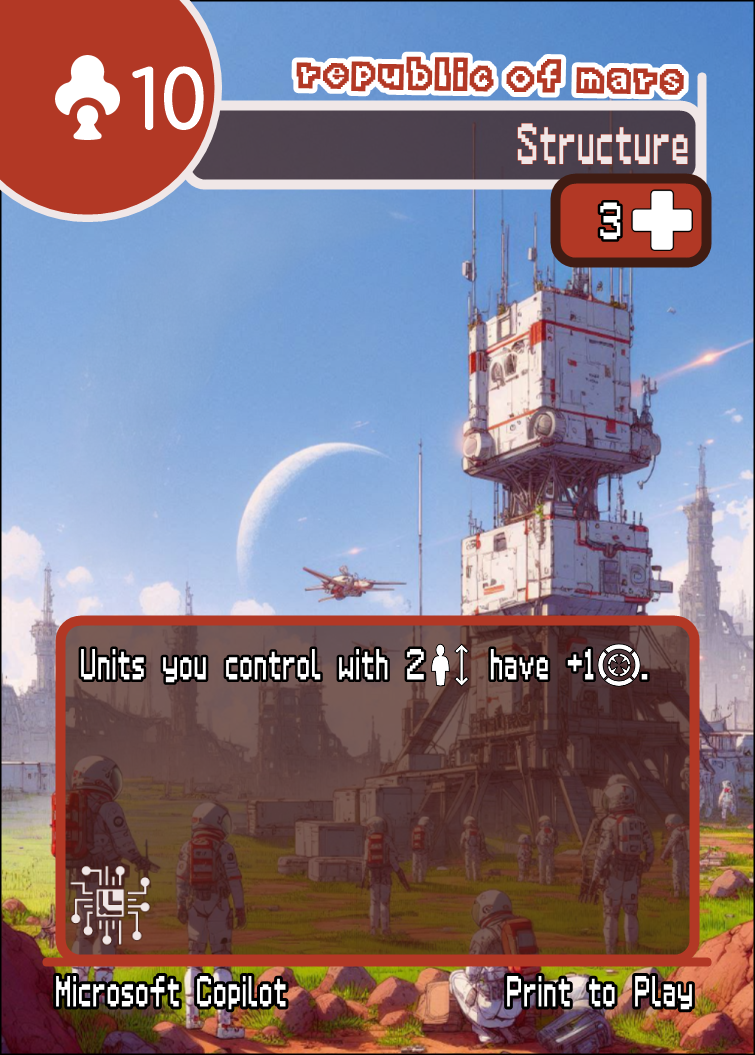 10
republic of mars
Structure
3
Units you control with 2 have +1.
Microsoft Copilot
Print to Play